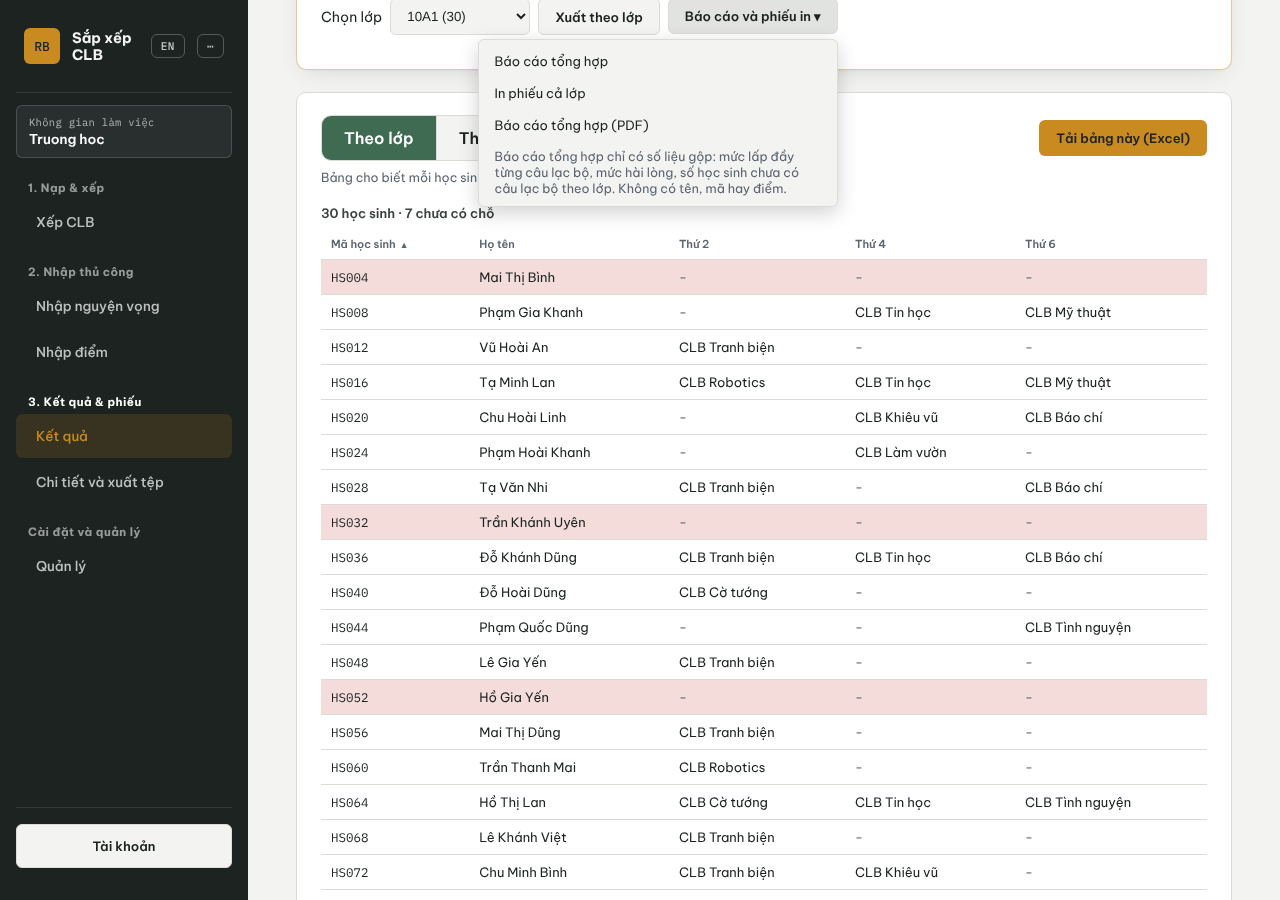 RB
Sắp xếp
CLB
EN
⋯
Không gian làm việc
Truong hoc
1. Nạp & xếp
Xếp CLB
2. Nhập thủ công
Nhập nguyện vọng
Nhập điểm
3. Kết quả & phiếu
Kết quả
Chi tiết và xuất tệp
Cài đặt và quản lý
Quản lý
Tài khoản
Chọn lớp 10A1 (30) Xuất theo lớp Báo cáo và phiếu in ▾
Báo cáo tổng hợp
In phiếu cả lớp
Báo cáo tổng hợp (PDF)
Báo cáo tổng hợp chỉ có số liệu gộp: mức lấp đầy
từng câu lạc bộ, mức hài lòng, số học sinh chưa có
câu lạc bộ theo lớp. Không có tên, mã hay điểm.
Theo lớp Th
Tải bảng này (Excel)
Bảng cho biết mỗi học sin
30 học sinh · 7 chưa có chỗ
Mã học sinh ▲ Họ tên Thứ 2 Thứ 4 Thứ 6
HS004 Mai Thị Bình - - -
HS008 Phạm Gia Khanh - CLB Tin học CLB Mỹ thuật
HS012 Vũ Hoài An CLB Tranh biện - -
HS016 Tạ Minh Lan CLB Robotics CLB Tin học CLB Mỹ thuật
HS020 Chu Hoài Linh - CLB Khiêu vũ CLB Báo chí
HS024 Phạm Hoài Khanh - CLB Làm vườn -
HS028 Tạ Văn Nhi CLB Tranh biện - CLB Báo chí
HS032 Trần Khánh Uyên - - -
HS036 Đỗ Khánh Dũng CLB Tranh biện CLB Tin học CLB Báo chí
HS040 Đỗ Hoài Dũng CLB Cờ tướng - -
HS044 Phạm Quốc Dũng - - CLB Tình nguyện
HS048 Lê Gia Yến CLB Tranh biện - -
HS052 Hồ Gia Yến - - -
HS056 Mai Thị Dũng CLB Tranh biện - -
HS060 Trần Thanh Mai CLB Robotics - -
HS064 Hồ Thị Lan CLB Cờ tướng CLB Tin học CLB Tình nguyện
HS068 Lê Khánh Việt CLB Tranh biện - -
HS072 Chu Minh Bình CLB Tranh biện CLB Khiêu vũ -